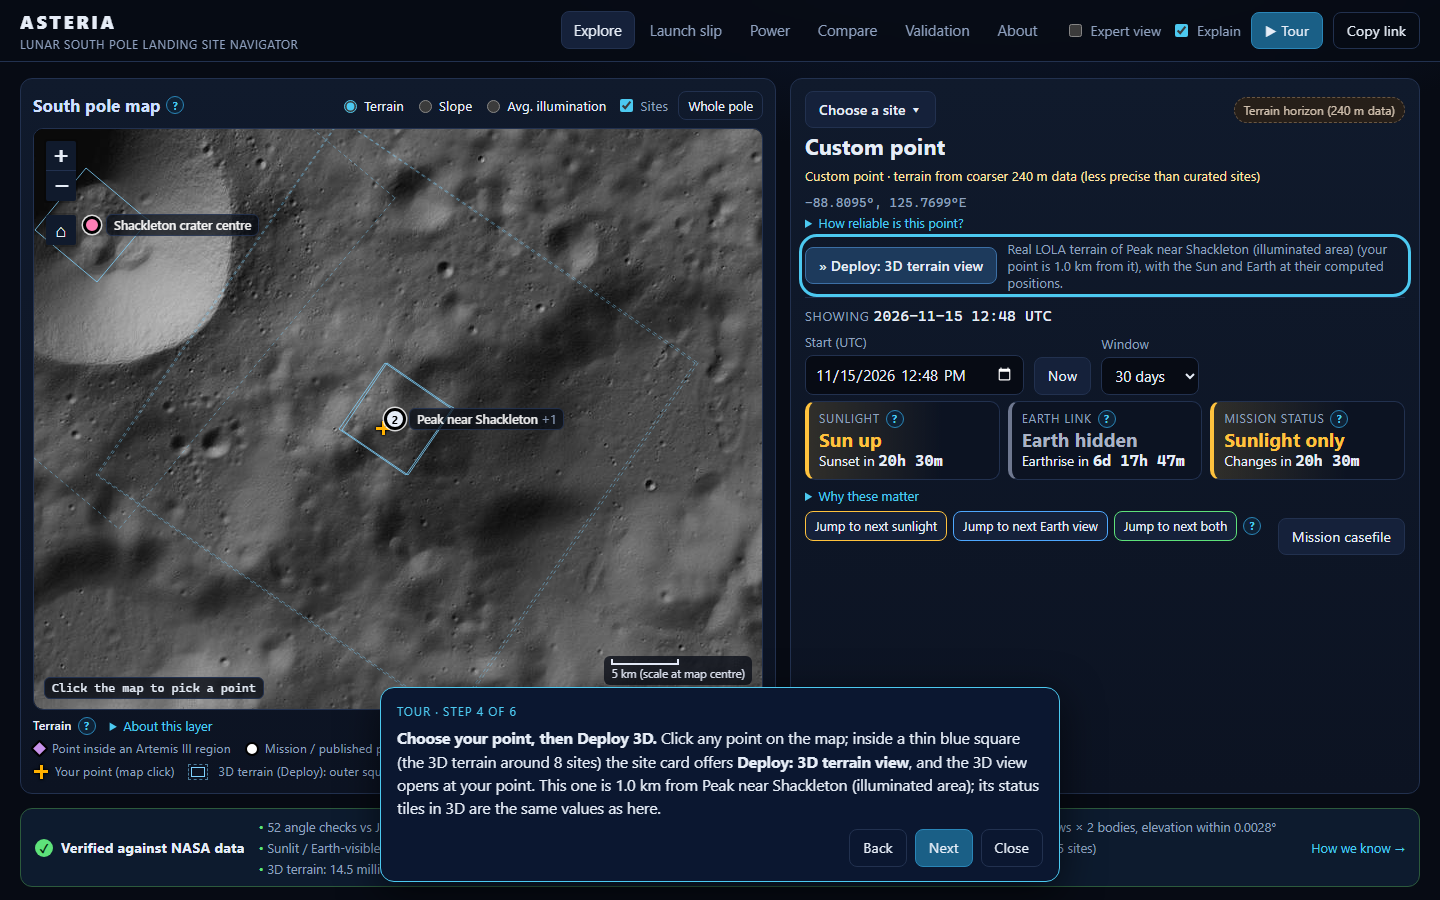 ASTERIA
LUNAR SOUTH POLE LANDING SITE NAVIGATOR
Explore
Launch slip
Power
Compare
Validation
About
Expert view
Explain
▶ Tour
Copy link
South pole map ?
Terrain
Slope
Avg. illumination
Sites
Whole pole
+
−
⌂
Shackleton crater centre
2
Peak near Shackleton +1
5 km (scale at map centre)
Click the map to pick a point
Terrain ?
▶ About this layer
Point inside an Artemis III region
Mission / published p
Your point (map click)
3D terrain (Deploy): outer squ
Choose a site ▾
Terrain horizon (240 m data)
Custom point
Custom point · terrain from coarser 240 m data (less precise than curated sites)
−88.8095°, 125.7699°E
▶ How reliable is this point?
» Deploy: 3D terrain view
Real LOLA terrain of Peak near Shackleton (illuminated area) (your
point is 1.0 km from it), with the Sun and Earth at their computed
positions.
SHOWING 2026−11−15 12:48 UTC
Start (UTC)
11/15/2026 12:48 PM
Now
Window
30 days
SUNLIGHT ?
Sun up
Sunset in 20h 30m
EARTH LINK ?
Earth hidden
Earthrise in 6d 17h 47m
MISSION STATUS ?
Sunlight only
Changes in 20h 30m
▶ Why these matter
Jump to next sunlight
Jump to next Earth view
Jump to next both
?
Mission casefile
TOUR · STEP 4 OF 6
Choose your point, then Deploy 3D. Click any point on the map; inside a thin blue square
(the 3D terrain around 8 sites) the site card offers Deploy: 3D terrain view, and the 3D view
opens at your point. This one is 1.0 km from Peak near Shackleton (illuminated area); its status
tiles in 3D are the same values as here.
Back
Next
Close
Verified against NASA data
• 52 angle checks vs J
• Sunlit / Earth-visible
• 3D terrain: 14.5 milli
ws × 2 bodies, elevation within 0.0028°
sites)
How we know →